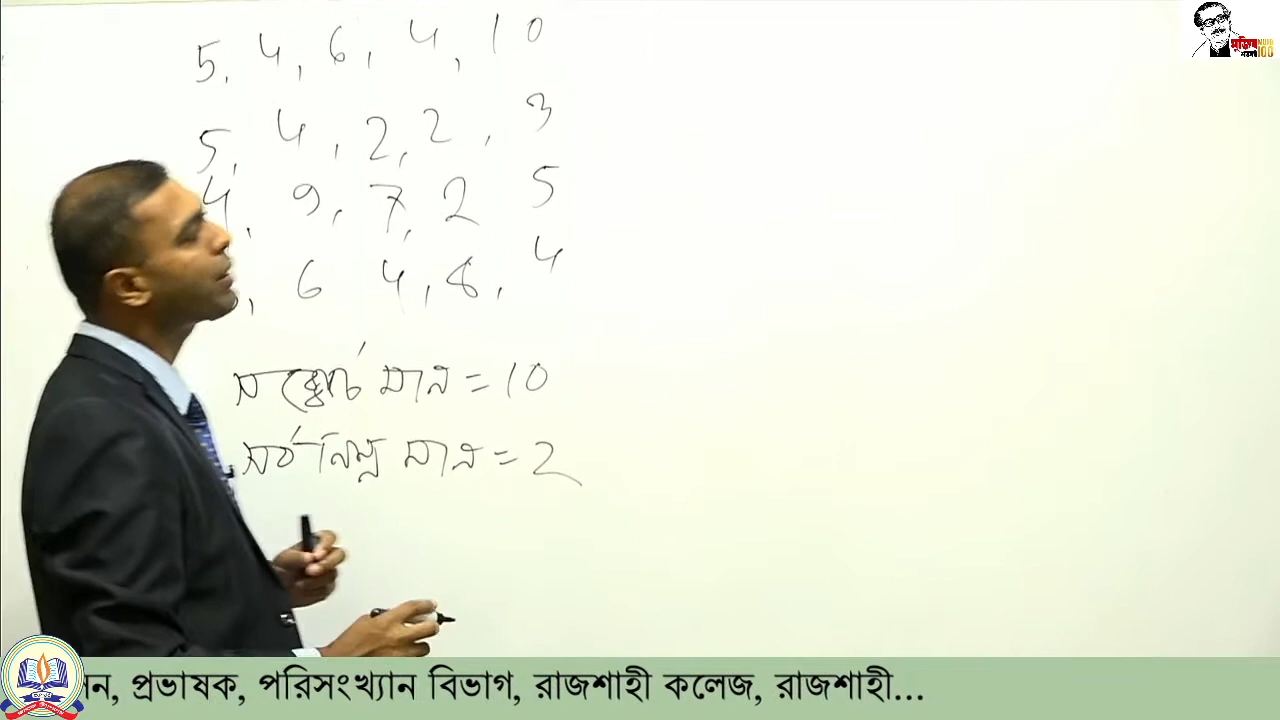 5, 4, 6, 4, 10
5, 4, 2, 2, 3
4, 9, 7, 2 5
, 6 4, 8, 4
সর্বোচ্চ মান = 10
সর্বনিম্ন মান = 2
ন, প্রভাষক, পরিসংখ্যান বিভাগ, রাজশাহী কলেজ, রাজশাহী...
মুজিব
100